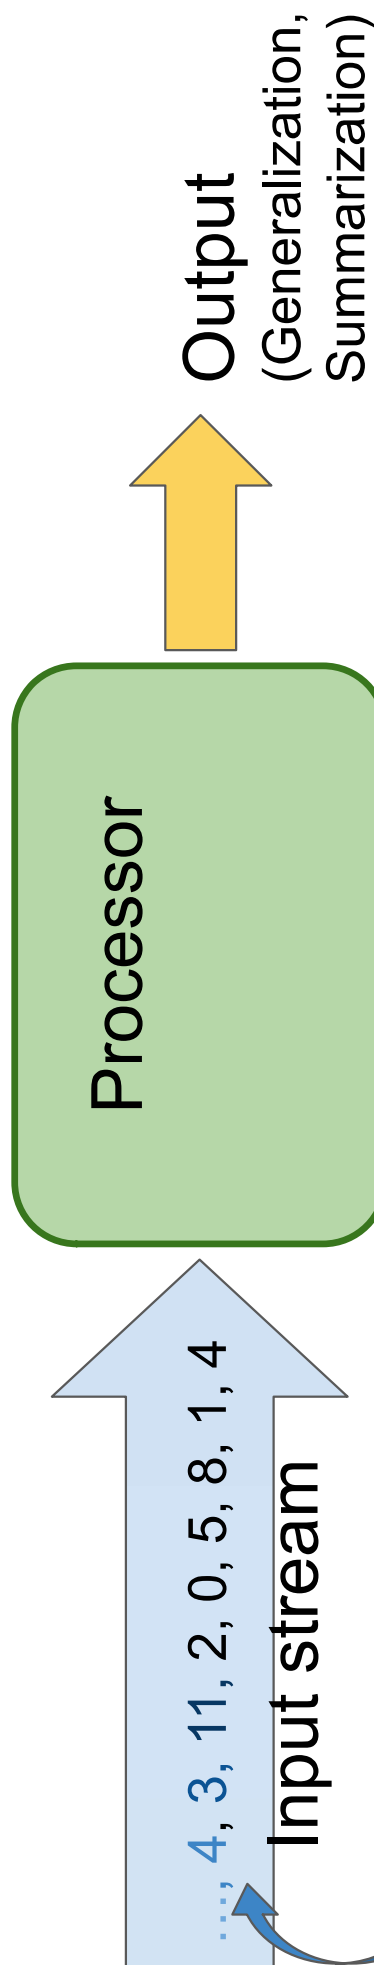 ..., 4, 3, 11, 2, 0, 5, 8, 1, 4
Input stream
Processor
Output
(Generalization,
Summarization)